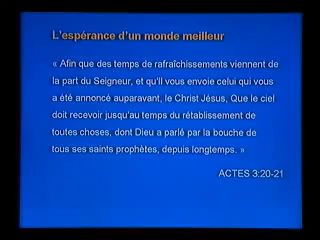 L'espérance d'un monde meilleur
« Afin que des temps de rafraîchissements viennent de
la part du Seigneur, et qu'il vous envoie celui qui vous
a été annoncé auparavant, le Christ Jésus, Que le ciel
doit recevoir jusqu'au temps du rétablissement de
toutes choses, dont Dieu a parlé par la bouche de
tous ses saints prophètes, depuis longtemps. »
ACTES 3:20-21